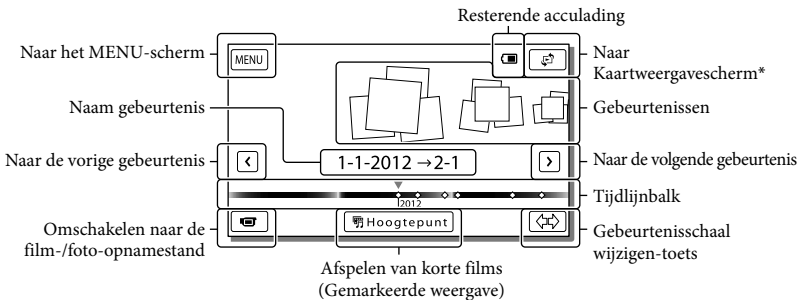 Resterende acculading
Naar het MENU-scherm
MENU
Naar
Kaartweergavescherm*
Naam gebeurtenis
Gebeurtenissen
Naar de vorige gebeurtenis
1-1-2012 →2-1
Naar de volgende gebeurtenis
2012
Tijdlijnbalk
Omschakelen naar de
film-/foto-opnamestand
Hoogtepunt
Gebeurtenisschaal
wijzigen-toets
Afspelen van korte films
(Gemarkeerde weergave)